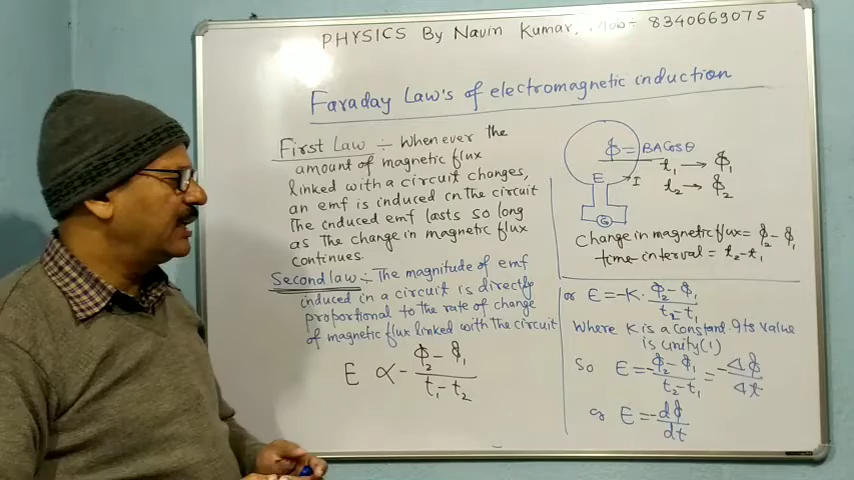 PHYSICS By Navin Kumar, Mob- 8340669075
Faraday Law's of electromagnetic induction
First Law :- Whenever the
amount of magnetic flux
linked with a circuit changes,
an emf is induced in the circuit
The induced emf lasts so long
as the change in magnetic flux
continues.
Second law :- The magnitude of emf
induced in a circuit is directly
proportional to the rate of change
of magnetic flux linked with the circuit
E ∝ - ϕ₂ - ϕ₁ / t₁ - t₂
ϕ = BACosθ
t₁ → ϕ₁
E I t₂ → ϕ₂
G
Change in magnetic flux = ϕ₂ - ϕ₁
time interval = t₂ - t₁
or E = -K · ϕ₂ - ϕ₁ / t₂ - t₁
Where K is a constant. Its value
is unity (1)
So E = - ϕ₂ - ϕ₁ / t₂ - t₁ = - Δϕ / Δt
or E = - dϕ / dt